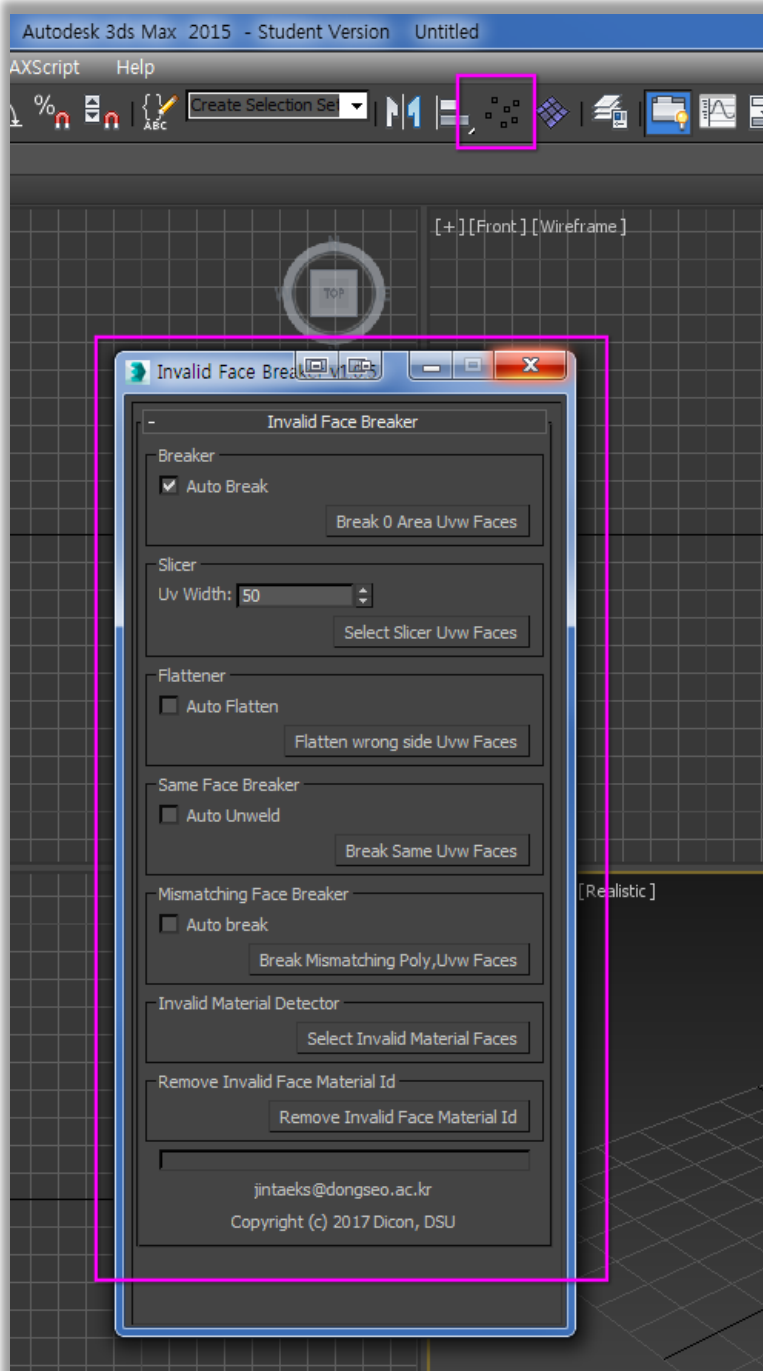 Autodesk 3ds Max 2015 - Student Version Untitled
AXScript Help
%
ABC
Create Selection Se
[+][Front][Wireframe]
TOP
Invalid Face Breaker v1.0.5
- Invalid Face Breaker
Breaker
Auto Break
Break 0 Area Uvw Faces
Slicer
Uv Width: 50
Select Slicer Uvw Faces
Flattener
Auto Flatten
Flatten wrong side Uvw Faces
Same Face Breaker
Auto Unweld
Break Same Uvw Faces
Mismatching Face Breaker
[Realistic]
Auto break
Break Mismatching Poly,Uvw Faces
Invalid Material Detector
Select Invalid Material Faces
Remove Invalid Face Material Id
Remove Invalid Face Material Id
jintaeks@dongseo.ac.kr
Copyright (c) 2017 Dicon, DSU